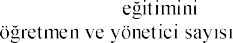 eğitimini
öğretmen ve yönetici sayısı